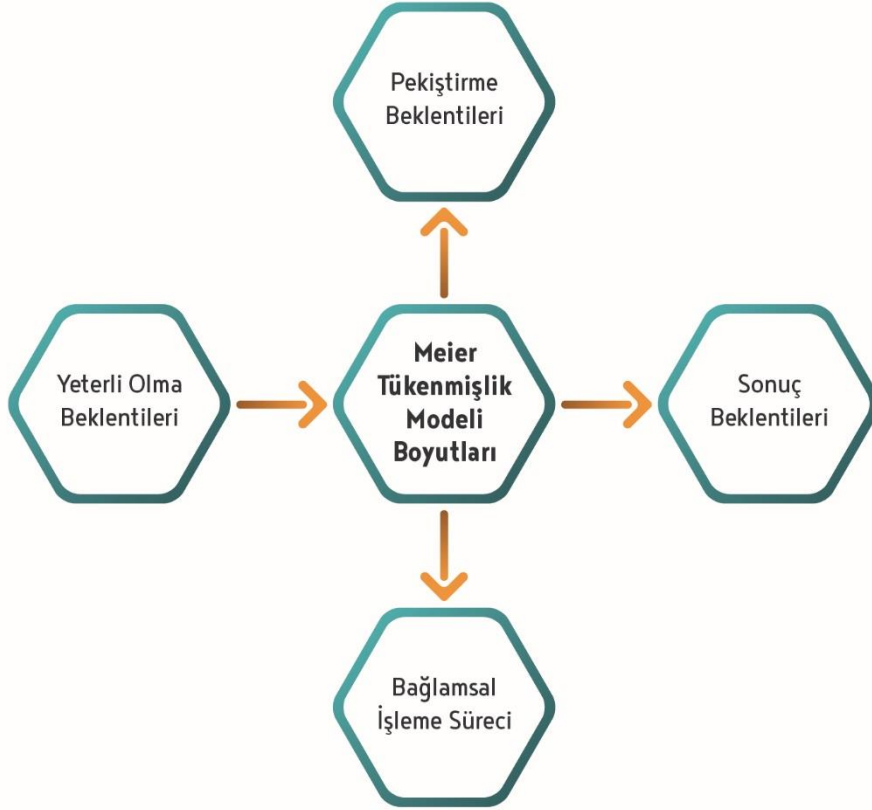 Pekiştirme
Beklentileri
Yeterli Olma
Beklentileri
Meier
Tükenmişlik
Modeli
Boyutları
Sonuç
Beklentileri
Bağlamsal
İşleme Süreci